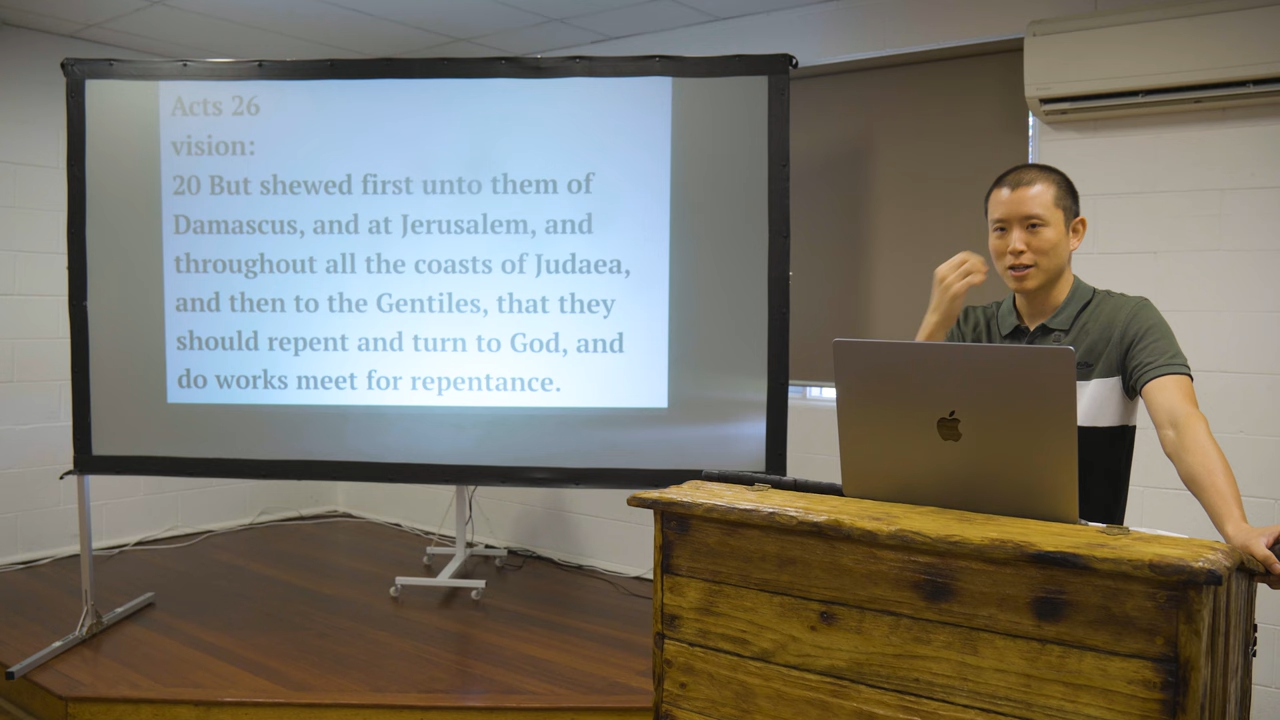 Acts 26
vision:
20 But shewed first unto them of
Damascus, and at Jerusalem, and
throughout all the coasts of Judaea,
and then to the Gentiles, that they
should repent and turn to God, and
do works meet for repentance.